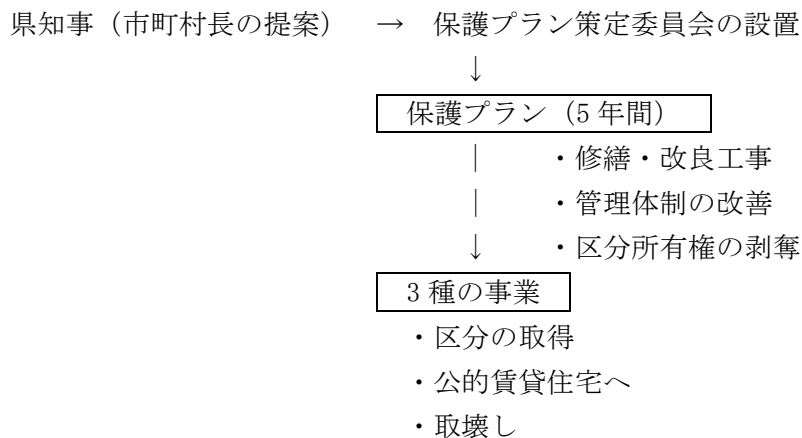 県知事（市町村長の提案） → 保護プラン策定委員会の設置
↓
保護プラン（5 年間）
| ・修繕・改良工事
| ・管理体制の改善
↓ ・区分所有権の剥奪
3 種の事業
・区分の取得
・公的賃貸住宅へ
・取壊し